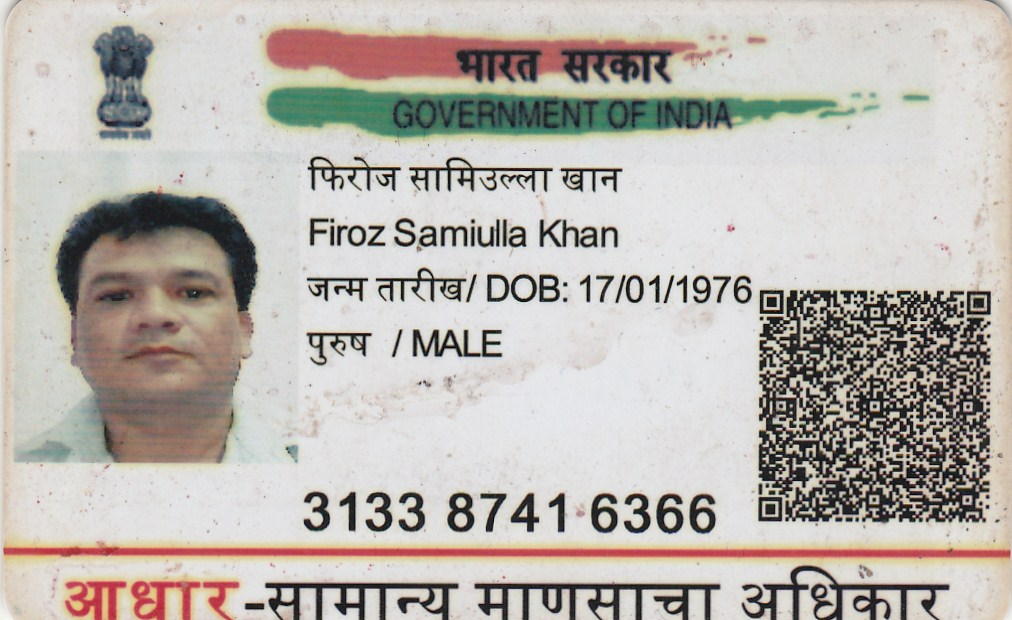 भारत सरकार
GOVERNMENT OF INDIA
फिरोज सामिउल्ला खान
Firoz Samiulla Khan
जन्म तारीख/ DOB: 17/01/1976
पुरुष / MALE
3133 8741 6366
आधार-सामान्य माणसाचा अधिकार